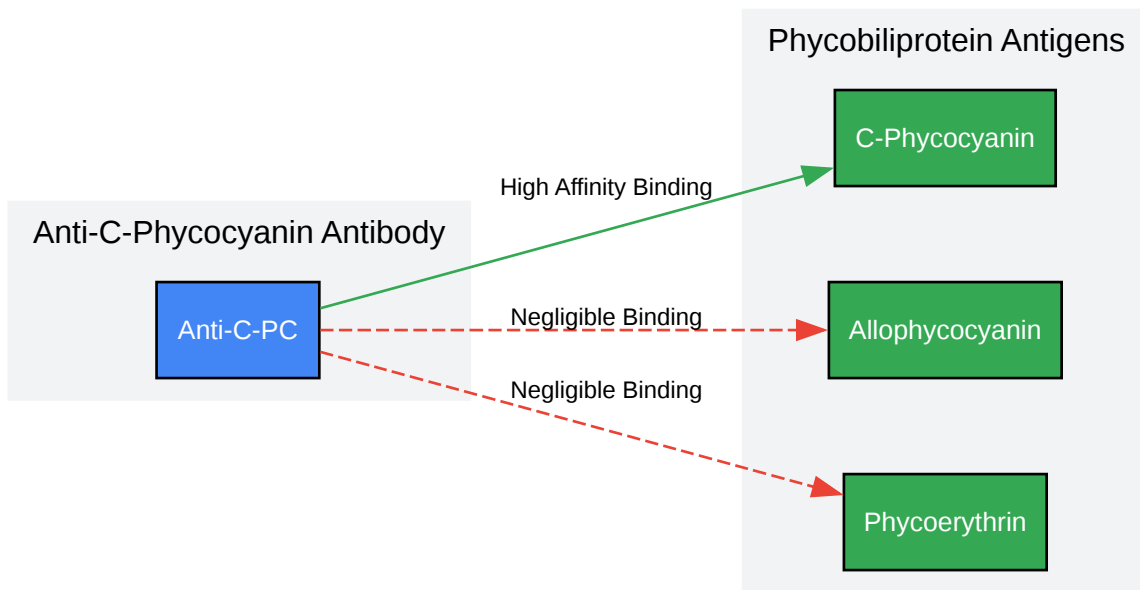 Phycobiliprotein Antigens
C-Phycocyanin
High Affinity Binding
Anti-C-Phycocyanin Antibody
Anti-C-PC
Negligible Binding
Allophycocyanin
Negligible Binding
Phycoerythrin